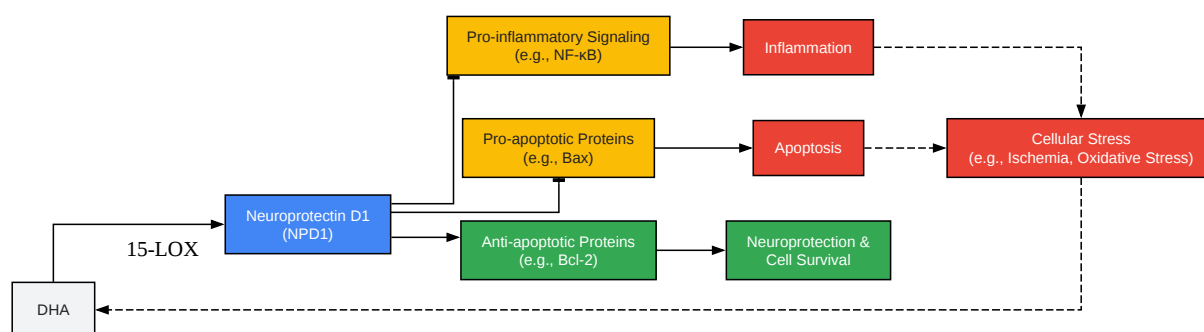 Pro-inflammatory Signaling
(e.g., NF-κB)
Inflammation
Pro-apoptotic Proteins
(e.g., Bax)
Apoptosis
Cellular Stress
(e.g., Ischemia, Oxidative Stress)
Neuroprotectin D1
(NPD1)
15-LOX
Anti-apoptotic Proteins
(e.g., Bcl-2)
Neuroprotection &
Cell Survival
DHA